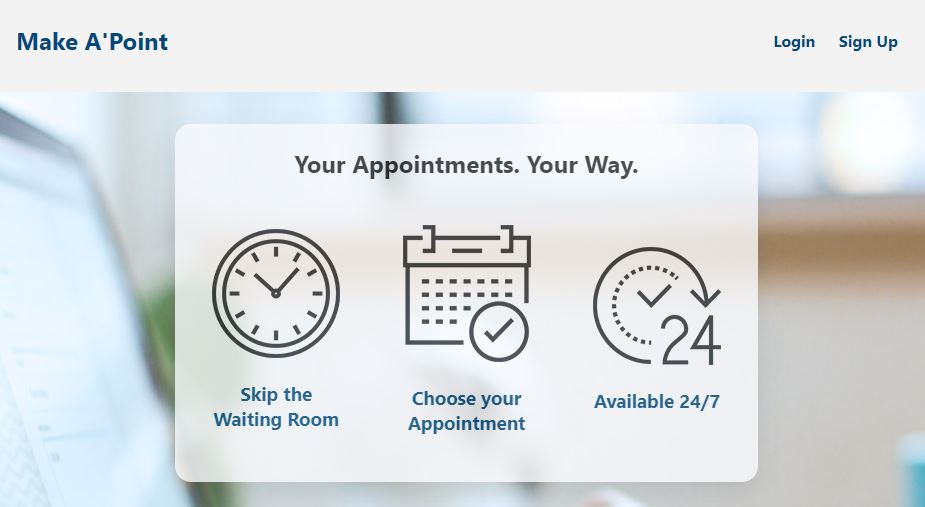 Make A'Point
Login
Sign Up
Your Appointments. Your Way.
Skip the
Waiting Room
24
Choose your
Appointment
Available 24/7